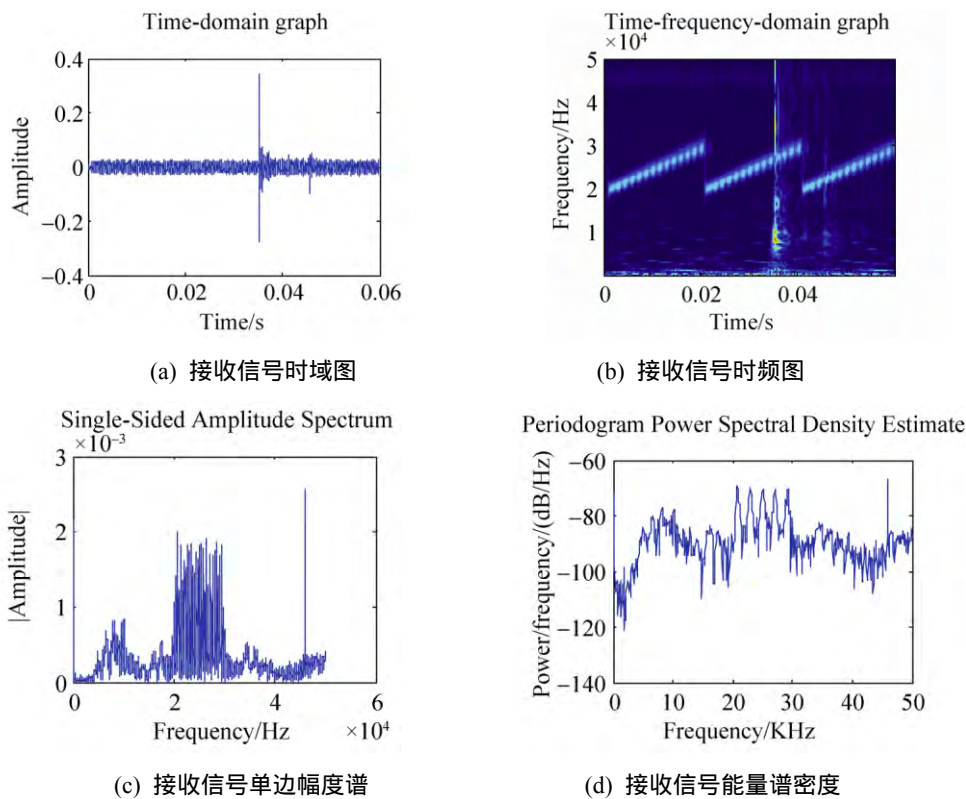 Time-domain graph
0.4
0.2
0
−0.2
−0.4
Amplitude
0 0.02 0.04 0.06
Time/s
(a) 接收信号时域图
Time-frequency-domain graph
×10⁴
5
4
3
2
1
Frequency/Hz
0 0.02 0.04
Time/s
(b) 接收信号时频图
Single-Sided Amplitude Spectrum
×10⁻³
3
2
1
0
|Amplitude|
0 2 4 6
Frequency/Hz ×10⁴
(c) 接收信号单边幅度谱
Periodogram Power Spectral Density Estimate
−60
−80
−100
−120
−140
Power/frequency/(dB/Hz)
0 10 20 30 40 50
Frequency/KHz
(d) 接收信号能量谱密度